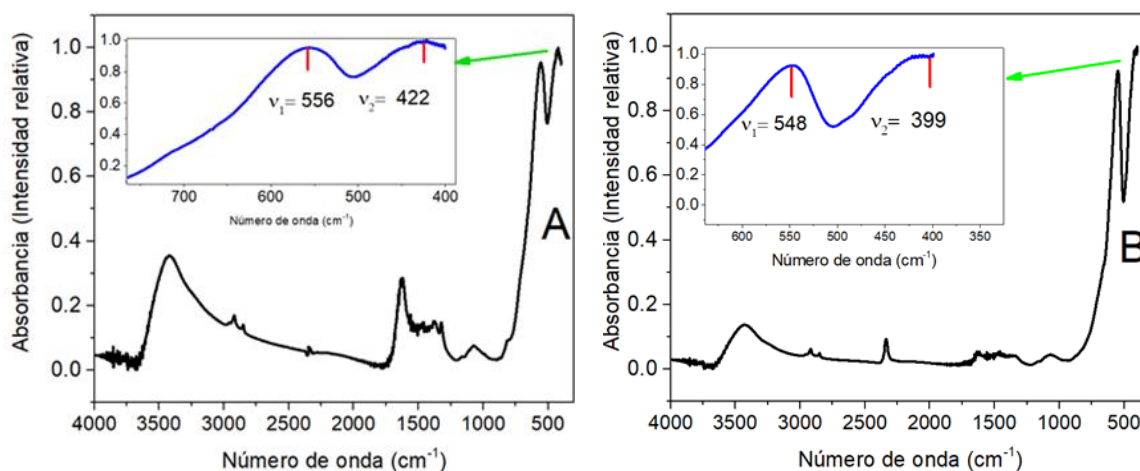 Absorbancia (Intensidad relativa)
1.0
0.8
0.6
0.4
0.2
0.0
4000 3500 3000 2500 2000 1500 1000 500
Número de onda (cm⁻¹)
A
1.0
0.8
0.6
0.4
0.2
ν₁= 556 ν₂= 422
700 600 500 400
Número de onda (cm⁻¹)
Absorbancia (Intensidad relativa)
1.0
0.8
0.6
0.4
0.2
0.0
4000 3500 3000 2500 2000 1500 1000 500
Número de onda (cm⁻¹)
B
1.0
0.8
0.6
0.4
0.2
0.0
ν₁= 548 ν₂= 399
600 550 500 450 400 350
Número de onda (cm⁻¹)